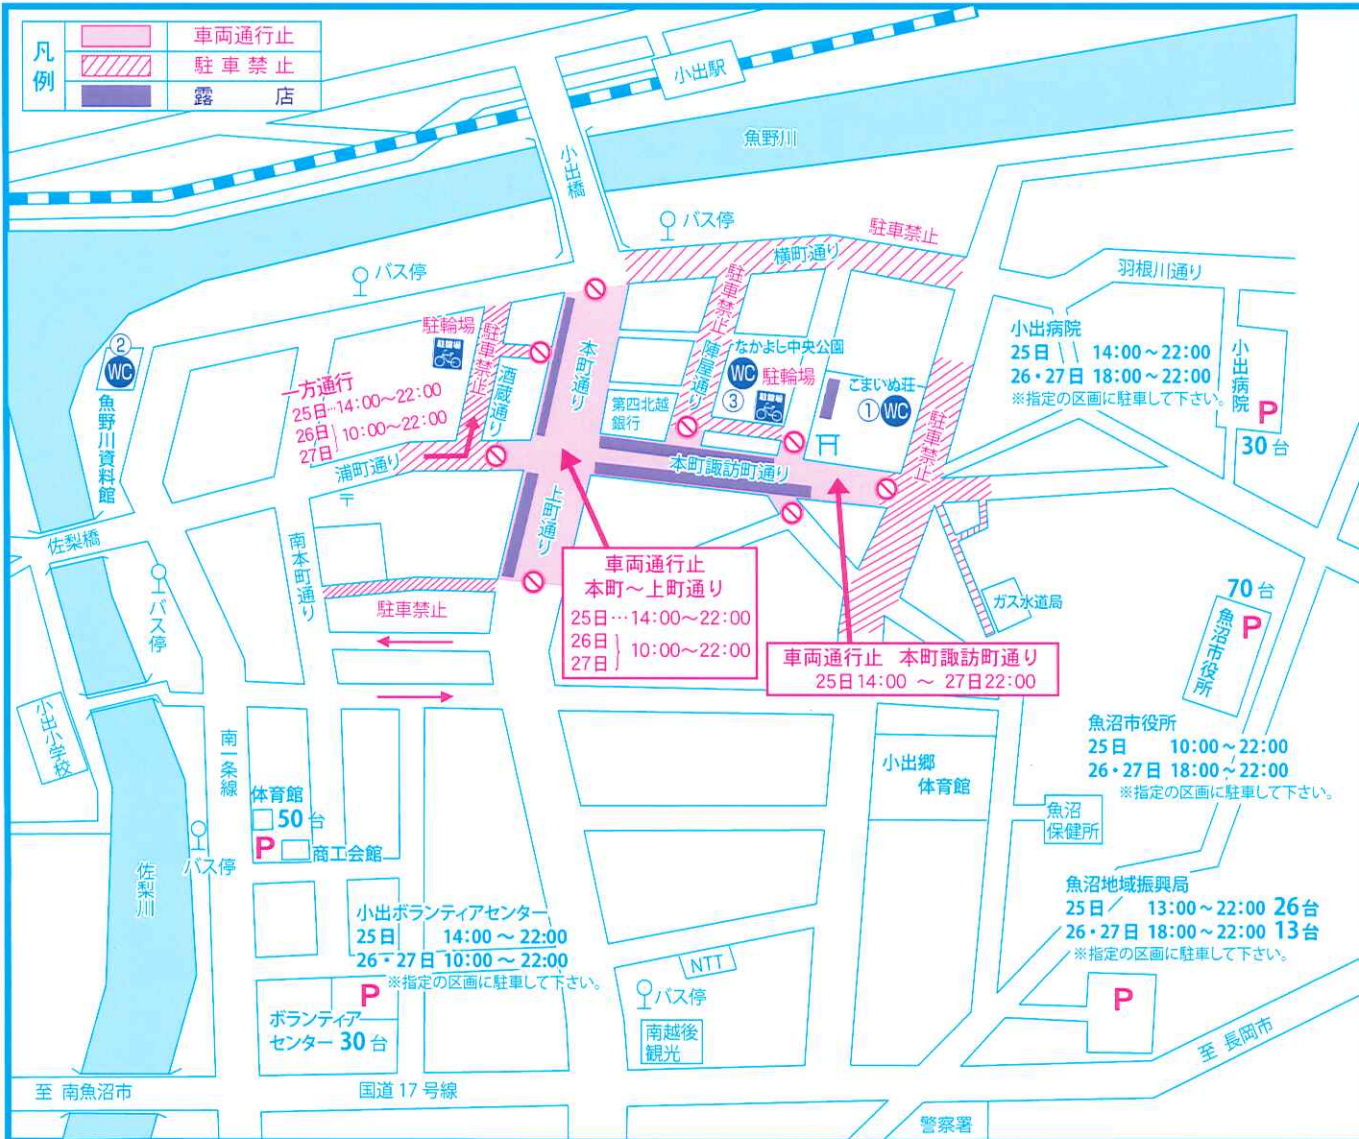 凡例
車両通行止
駐車禁止
露店
小出駅
魚野川
小出橋
バス停
駐車禁止
横町通り
羽根川通り
バス停
駐車禁止
小出病院
25日 14:00～22:00
26・27日 18:00～22:00
※指定の区画に駐車して下さい。
小出病院
P
30台
②
WC
魚野川資料館
駐輪場
駐輪場
駐車禁止
酒蔵通り
本町通り
陣屋通り
なかよし中央公園
WC
③
駐輪場
駐輪場
こまいぬ荘
①WC
駐車禁止
第四北越
銀行
一方通行
25日…14:00～22:00
26日
27日
10:00～22:00
浦町通り
〒
本町諏訪町通り
上町通り
佐梨橋
バス停
南本町通り
駐車禁止
車両通行止
本町～上町通り
25日…14:00～22:00
26日
27日
10:00～22:00
車両通行止 本町諏訪町通り
25日14:00 ～ 27日22:00
ガス水道局
70台
P
魚沼市役所
小出小学校
南一条線
魚沼市役所
25日 10:00～22:00
26・27日 18:00～22:00
※指定の区画に駐車して下さい。
小出郷
体育館
魚沼
保健所
体育館
50台
P
商工会館
バス停
佐梨川
魚沼地域振興局
25日 13:00～22:00 26台
26・27日 18:00～22:00 13台
※指定の区画に駐車して下さい。
P
小出ボランティアセンター
25日 14:00～22:00
26・27日 10:00～22:00
※指定の区画に駐車して下さい。
P
ボランティア
センター 30台
NTT
バス停
南越後
観光
至 長岡市
至 南魚沼市
国道17号線
警察署